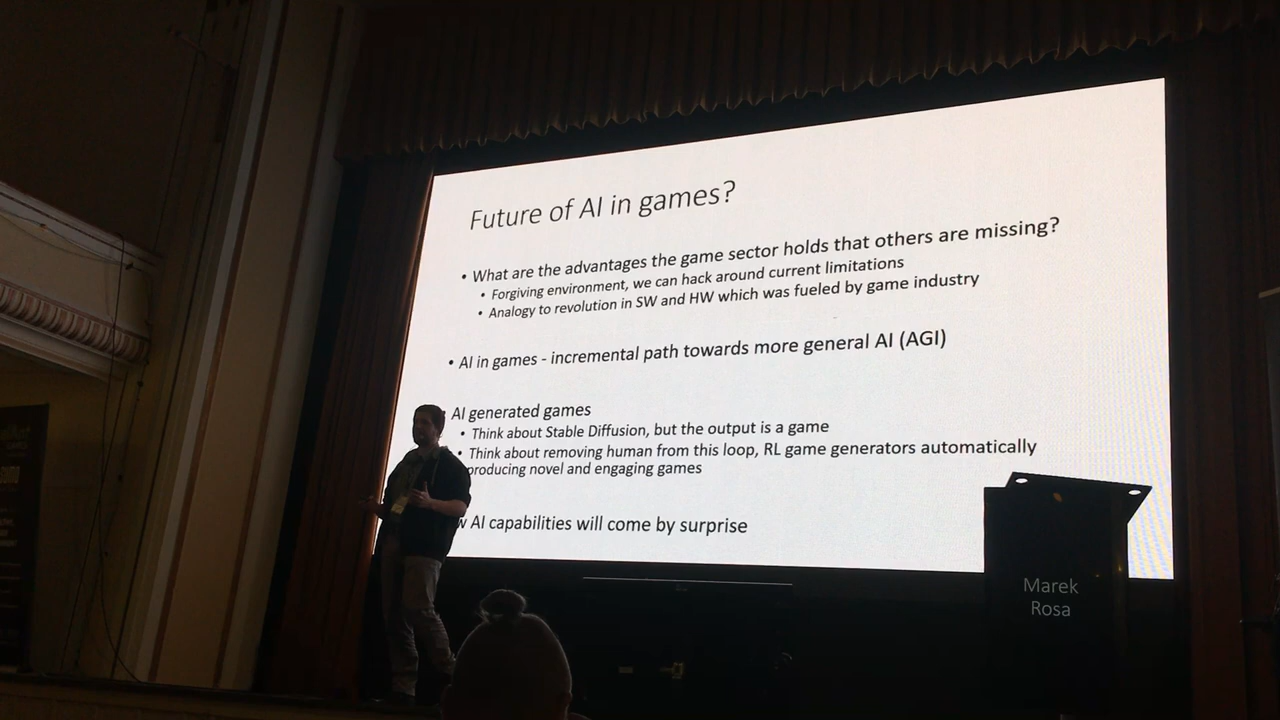 Future of AI in games?
• What are the advantages the game sector holds that others are missing?
• Forgiving environment, we can hack around current limitations
• Analogy to revolution in SW and HW which was fueled by game industry
• AI in games - incremental path towards more general AI (AGI)
AI generated games
• Think about Stable Diffusion, but the output is a game
• Think about removing human from this loop, RL game generators automatically
producing novel and engaging games
AI capabilities will come by surprise
Marek
Rosa